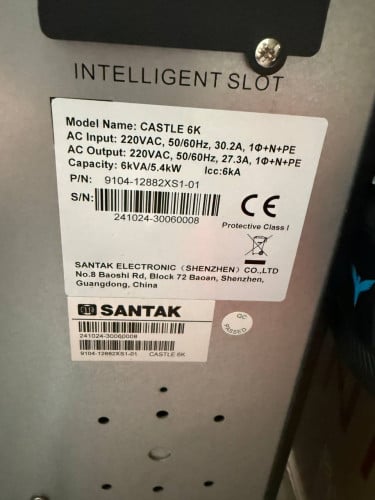 INTELLIGENT SLOT
Model Name: CASTLE 6K
AC Input: 220VAC, 50/60Hz, 30.2A, 1Φ+N+PE
AC Output: 220VAC, 50/60Hz, 27.3A, 1Φ+N+PE
Capacity: 6kVA/5.4kW Icc:6kA
P/N: 9104-12882XS1-01
S/N:
241024-30060008
CE
Protective Class I
SANTAK ELECTRONIC (SHENZHEN) CO.,LTD
No.8 Baoshi Rd, Block 72 Baoan, Shenzhen,
Guangdong, China
SANTAK
241024-30060008
9104-12882XS1-01 CASTLE 6K
QC
PASSED